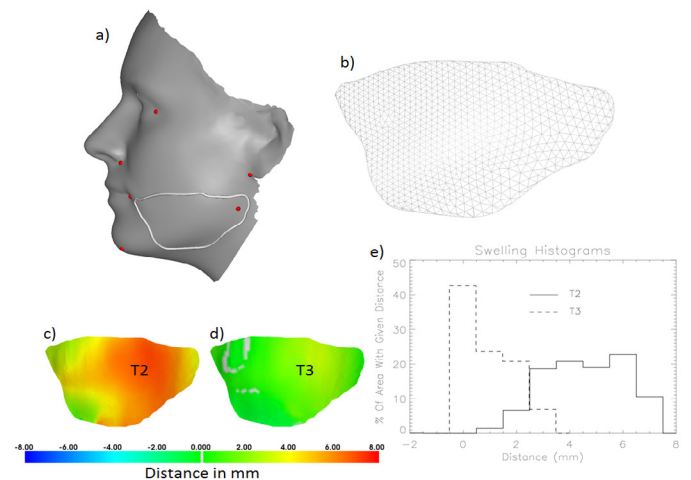 a)
b)
c)
T2
d)
T3
-8.00 -6.00 -4.00 -2.00 0.000 2.00 4.00 6.00 8.00
Distance in mm
e)
Swelling Histograms
T2
T3
% Of Area With Given Distance
50
40
30
20
10
0
-2 0 2 4 6 8
Distance (mm)